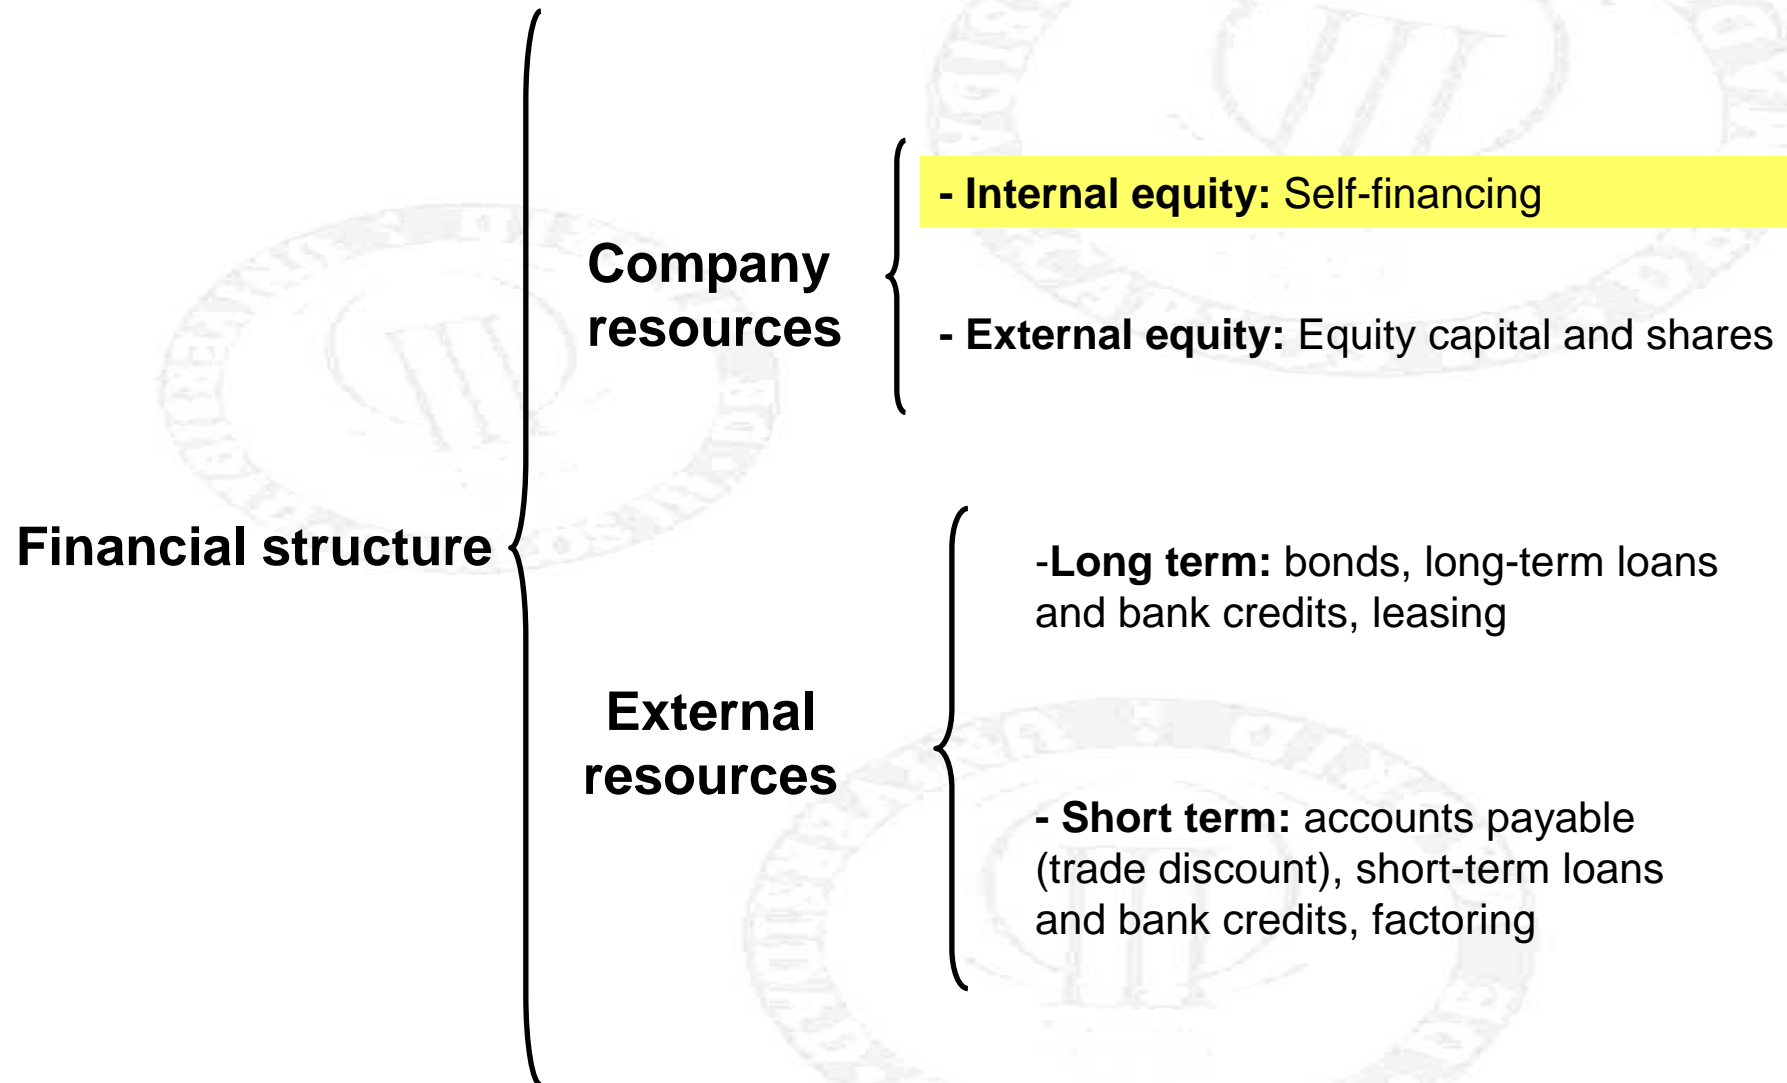 - Internal equity: Self-financing
Company
resources
- External equity: Equity capital and shares
Financial structure
-Long term: bonds, long-term loans
and bank credits, leasing
External
resources
- Short term: accounts payable
(trade discount), short-term loans
and bank credits, factoring